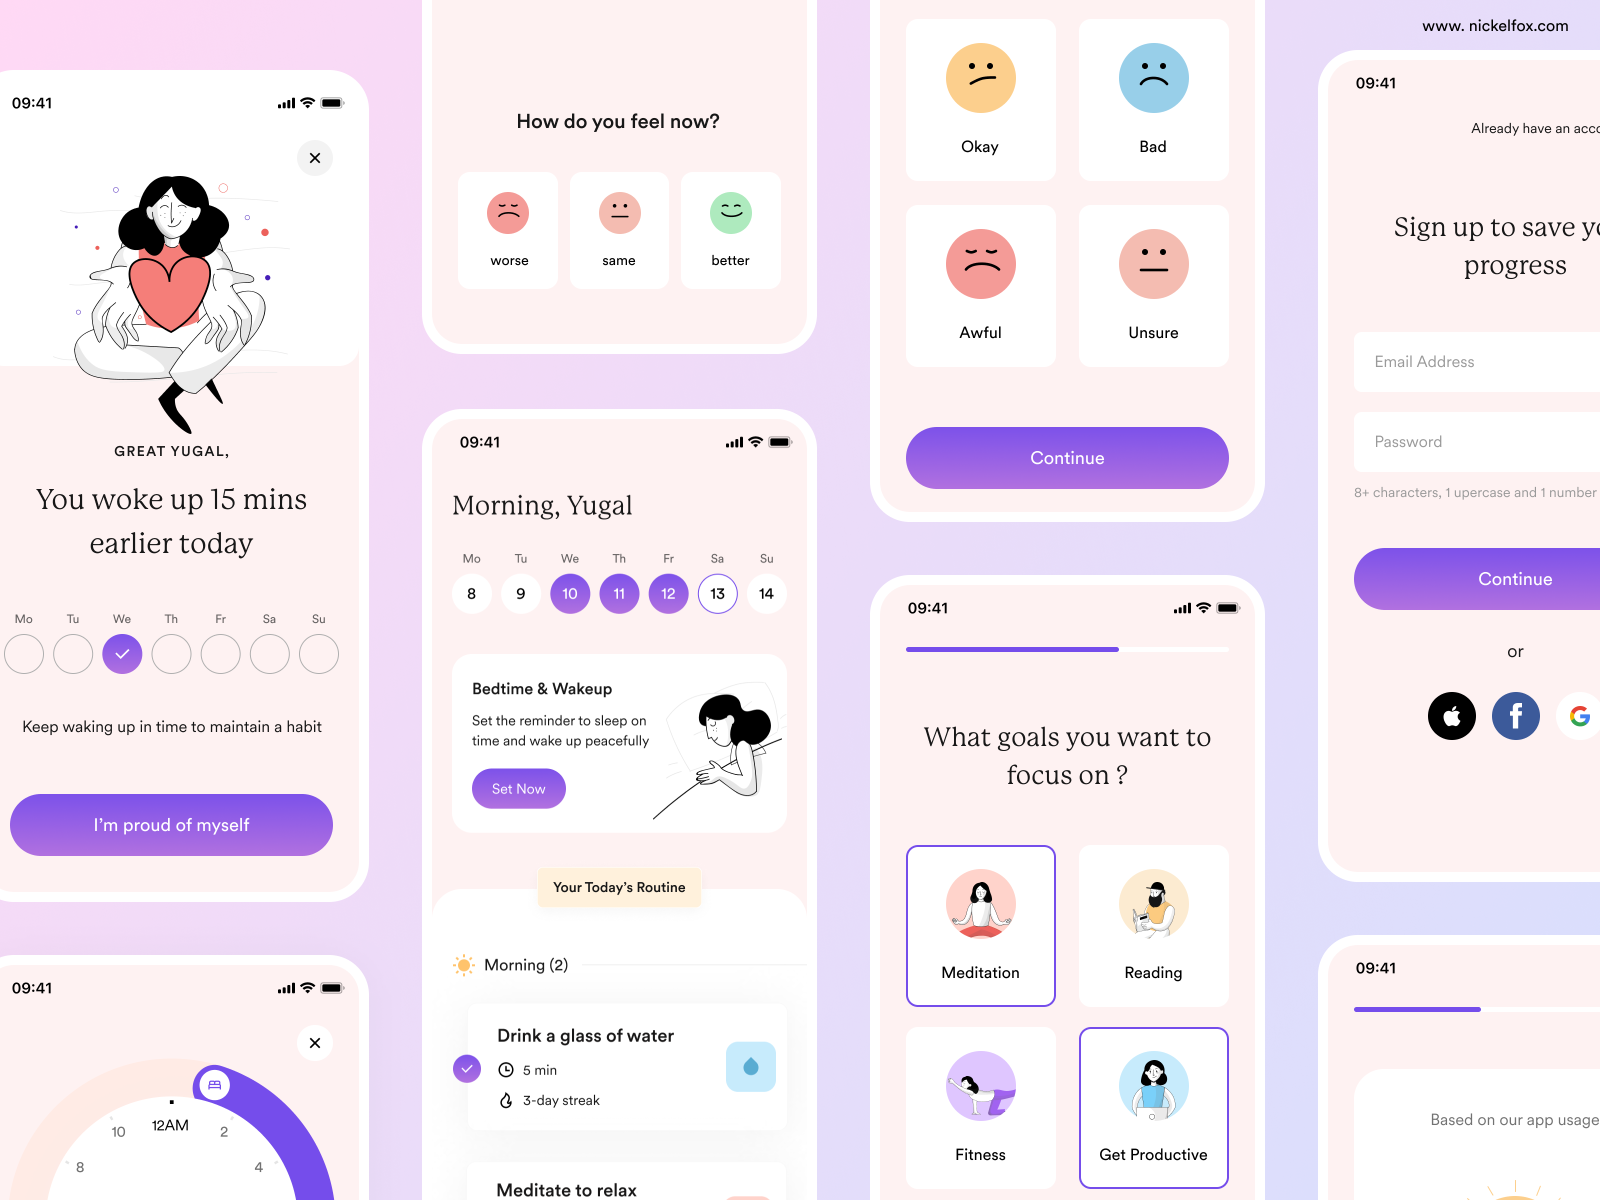 09:41
GREAT YUGAL,
You woke up 15 mins
earlier today
Mo Tu We Th Fr Sa Su
Keep waking up in time to maintain a habit
I'm proud of myself
09:41
12AM
10 2
8 4
How do you feel now?
worse same better
09:41
Morning, Yugal
Mo Tu We Th Fr Sa Su
8 9 10 11 12 13 14
Bedtime & Wakeup
Set the reminder to sleep on
time and wake up peacefully
Set Now
Your Today's Routine
Morning (2)
Drink a glass of water
5 min
3-day streak
Meditate to relax
Okay Bad
Awful Unsure
Continue
09:41
What goals you want to
focus on ?
Meditation Reading
Fitness Get Productive
www. nickelfox.com
09:41
Already have an acco
Sign up to save yo
progress
Email Address
Password
8+ characters, 1 upercase and 1 number
Continue
or
09:41
Based on our app usage